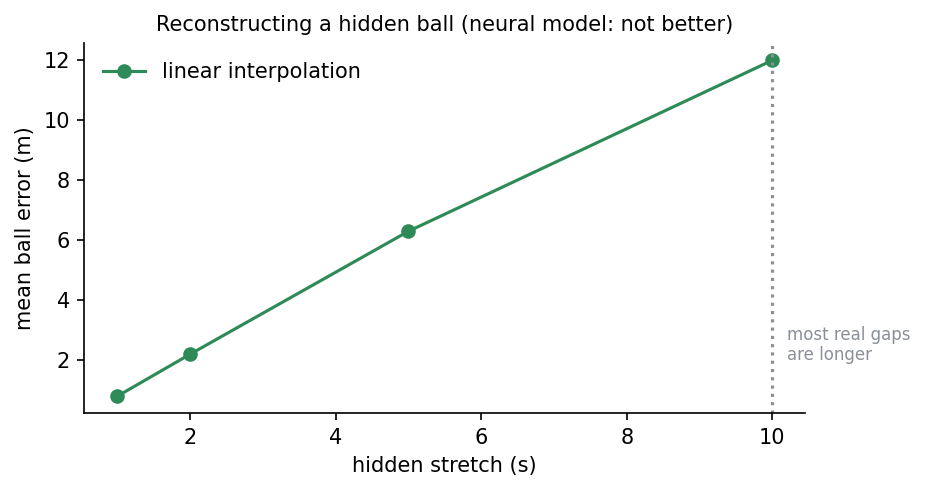 Reconstructing a hidden ball (neural model: not better)
linear interpolation
mean ball error (m)
12
10
8
6
4
2
most real gaps
are longer
2 4 6 8 10
hidden stretch (s)